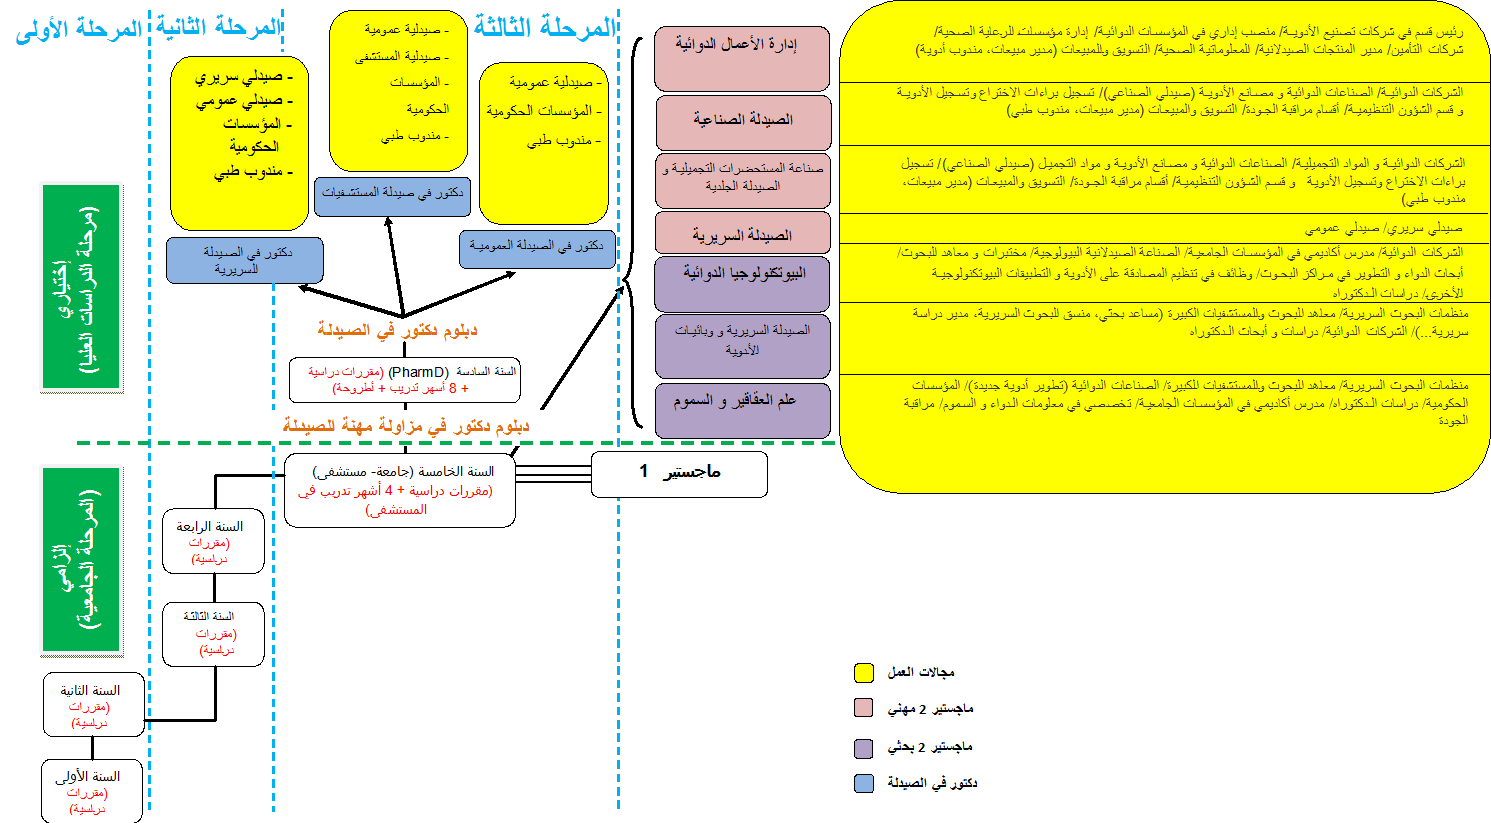 المرحلة الأولى
المرحلة الثانية
المرحلة الثالثة
- صيدلي سريري
- صيدلي عمومي
- المؤسسات
الحكومية
- مندوب طبي
دكتور في الصيدلة
السريرية
- صيدلية عمومية
- صيدلية المستشفى
- المؤسسات
الحكومية
- مندوب طبي
دكتور في صيدلة المستشفيات
- صيدلية عمومية
- المؤسسات الحكومية
- مندوب طبي
دكتور في الصيدلة العمومية
إدارة الأعمال الدوائية
الصيدلة الصناعية
صناعة المستحضرات التجميلية و
الصيدلة الجلدية
الصيدلة السريرية
البيوتكنولوجيا الدوائية
الصيدلة السريرية و وبائيات
الأدوية
علم العقاقير و السموم
رئيس قسم في شركات تصنيع الأدوية/ منصب إداري في المؤسسات الدوائية/ إدارة مؤسسات الرعاية الصحية/
شركات التأمين/ مدير المنتجات الصيدلانية/ المعلوماتية الصحية/ التسويق والمبيعات (مدير مبيعات، مندوب أدوية)
الشركات الدوائية/ الصناعات الدوائية و مصانع الأدوية (صيدلي الصناعي)/ تسجيل براءات الاختراع وتسجيل الأدوية
و قسم الشؤون التنظيمية/ أقسام مراقبة الجودة/ التسويق والمبيعات (مدير مبيعات، مندوب طبي)
الشركات الدوائية و المواد التجميلية/ الصناعات الدوائية و مصانع الأدوية و مواد التجميل (صيدلي الصناعي)/ تسجيل
براءات الاختراع وتسجيل الأدوية و قسم الشؤون التنظيمية/ أقسام مراقبة الجودة/ التسويق والمبيعات (مدير مبيعات،
مندوب طبي)
صيدلي سريري/ صيدلي عمومي
الشركات الدوائية/ مدرس أكاديمي في المؤسسات الجامعية/ الصناعة الصيدلانية البيولوجية/ مختبرات و معاهد البحوث/
أبحاث الدواء و التطوير في مراكز البحوث/ وظائف في تنظيم المصادقة على الأدوية و التطبيقات البيوتكنولوجية
الأخرى/ دراسات الدكتوراه
منظمات البحوث السريرية/ معاهد البحوث والمستشفيات الكبيرة (مساعد بحثي، منسق للبحوث السريرية، مدير دراسة
سريرية...)/ الشركات الدوائية/ دراسات و أبحاث الدكتوراه
منظمات البحوث السريرية/ معاهد البحوث والمستشفيات الكبيرة/ الصناعات الدوائية (تطوير أدوية جديدة)/ المؤسسات
الحكومية/ دراسات الدكتوراه/ مدرس أكاديمي في المؤسسات الجامعية/ تخصصي في معلومات الدواء و السموم/ مراقبة
الجودة
إختياري
(مرحلة الدراسات العليا)
دبلوم دكتور في الصيدلة
السنة السادسة (PharmD) (مقررات دراسية
+ 8 أسهر تدريب + أطروحة)
دبلوم دكتور في مزاولة مهنة الصيدلة
السنة الخامسة (جامعة- مستشفى)
(مقررات دراسية + 4 أشهر تدريب في
المستشفى)
ماجستير 1
إلزامي
(المرحلة الجامعية)
السنة الرابعة
(مقررات
دراسية)
السنة الثالثة
(مقررات
دراسية)
السنة الثانية
(مقررات
دراسية)
السنة الأولى
(مقررات
دراسية)
مجالات العمل
ماجستير 2 مهني
ماجستير 2 بحثي
دكتور في الصيدلة